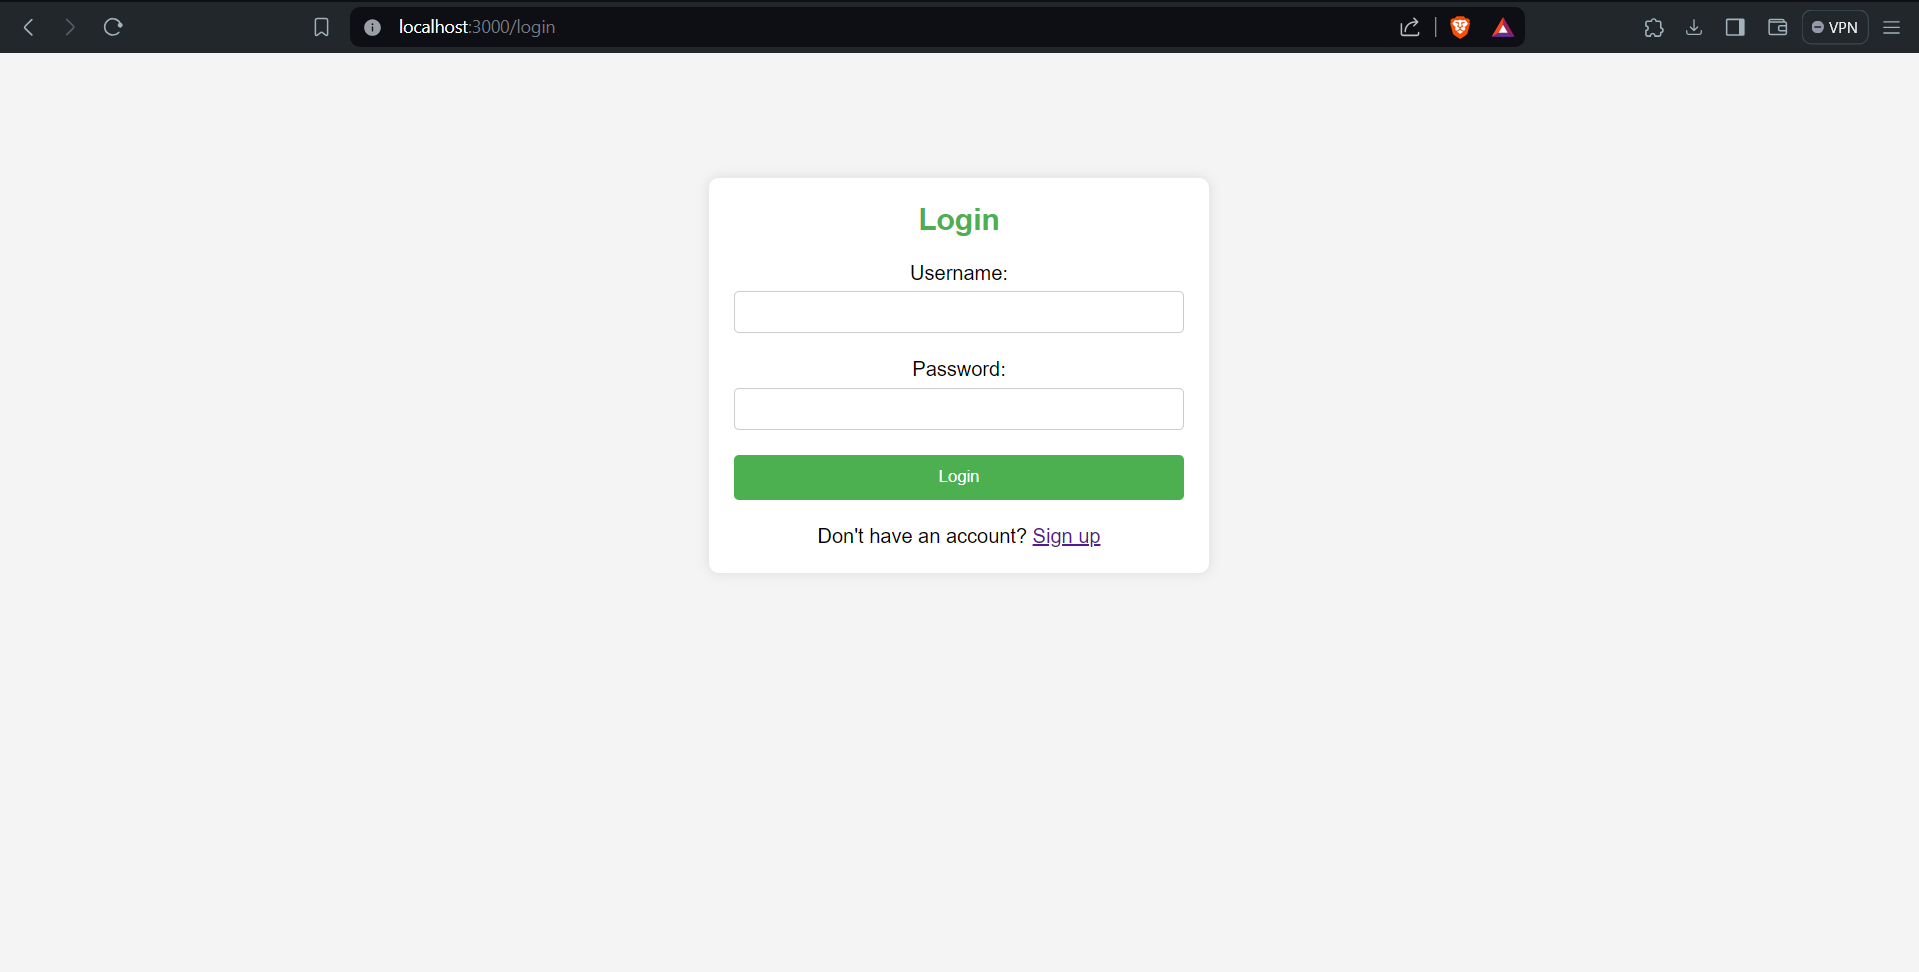 localhost:3000/login
VPN
Login
Username:
Password:
Login
Don't have an account? Sign up